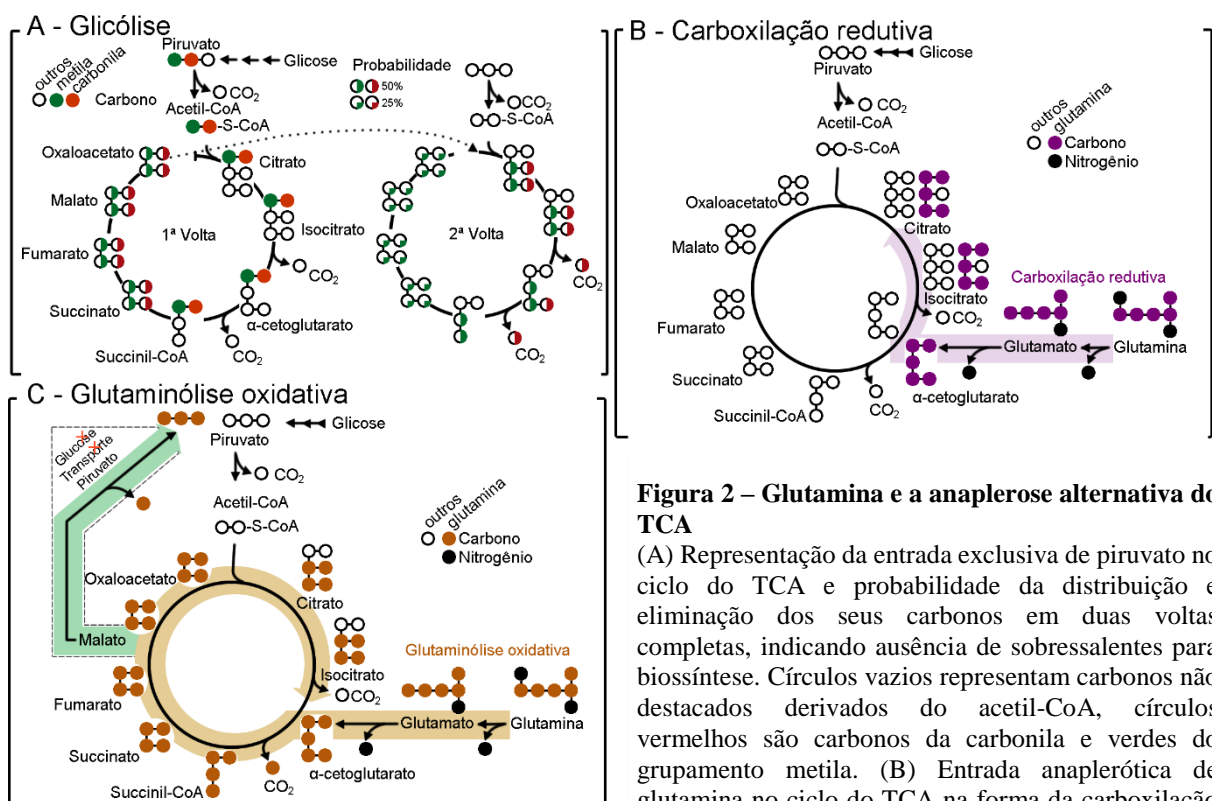 A - Glicólise
Piruvato
Glicose
outros
metila
carbonila
Carbono
CO2
Acetil-CoA
-S-CoA
Probabilidade
50%
25%
CO2
-S-CoA
Oxaloacetato
Citrato
Malato
Isocitrato
1ª Volta
2ª Volta
Fumarato
CO2
CO2
Succinato
α-cetoglutarato
Succinil-CoA
CO2
CO2
B - Carboxilação redutiva
Glicose
Piruvato
CO2
Acetil-CoA
-S-CoA
outros
glutamina
Carbono
Nitrogênio
Oxaloacetato
Citrato
Malato
Carboxilação redutiva
Isocitrato
CO2
Fumarato
Glutamato
Glutamina
Succinato
α-cetoglutarato
CO2
Succinil-CoA
C - Glutaminólise oxidativa
Glucose
Transporte
Piruvato
Glicose
Piruvato
CO2
Acetil-CoA
-S-CoA
outros
glutamina
Carbono
Nitrogênio
Oxaloacetato
Citrato
Malato
Glutaminólise oxidativa
Isocitrato
CO2
Fumarato
Glutamato
Glutamina
Succinato
α-cetoglutarato
CO2
Succinil-CoA
Figura 2 – Glutamina e a anaplerose alternativa do
TCA
(A) Representação da entrada exclusiva de piruvato no
ciclo do TCA e probabilidade da distribuição e
eliminação dos seus carbonos em duas voltas
completas, indicando ausência de sobressalentes para
biossíntese. Círculos vazios representam carbonos não
destacados derivados do acetil-CoA, círculos
vermelhos são carbonos da carbonila e verdes do
grupamento metila. (B) Entrada anaplerótica de
glutamina no ciclo do TCA na forma da carboxilação